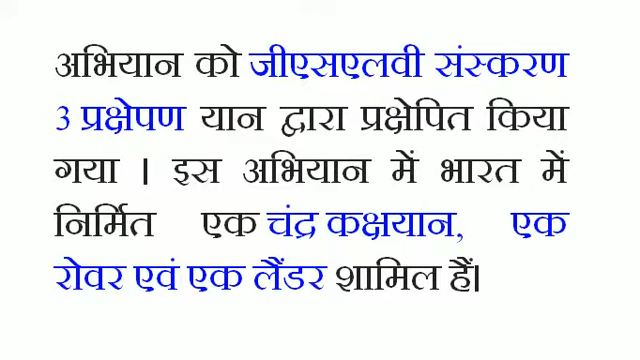 अभियान को जीएसएलवी संस्करण
3 प्रक्षेपण यान द्वारा प्रक्षेपित किया
गया । इस अभियान में भारत में
निर्मित एक चंद्र कक्षयान, एक
रोवर एवं एक लैंडर शामिल हैं।